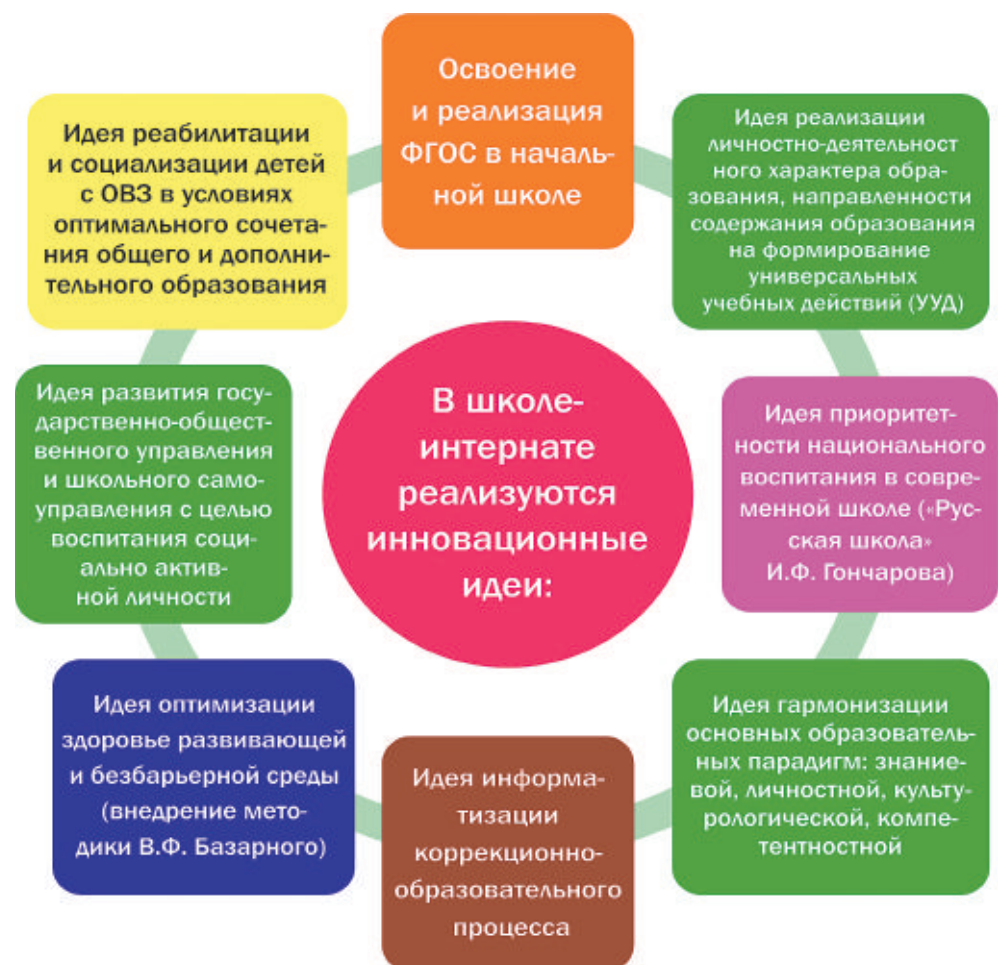 Освоение
и реализация
ФГОС в началь-
ной школе
Идея реабилитации
и социализации детей
с ОВЗ в условиях
оптимального сочета-
ния общего и дополни-
тельного образования
Идея реализации
личностно-деятельност
ного характера обра-
зования, направленности
содержания образования
на формирование
универсальных
учебных действий (УУД)
В школе-
интернате
реализуются
инновационные
идеи:
Идея развития госу-
дарственно-общест-
венного управления
и школьного само-
управления с целью
воспитания соци-
ально актив-
ной личности
Идея приоритет-
ности национального
воспитания в совре-
менной школе («Рус-
ская школа»
И.Ф. Гончарова)
Идея оптимизации
здоровье развивающей
и безбарьерной среды
(внедрение мето-
дики В.Ф. Базарного)
Идея информа-
тизации
коррекционно-
образовательного
процесса
Идея гармонизации
основных образователь-
ных парадигм: знание-
вой, личностной, культу-
рологической, компе-
тентностной